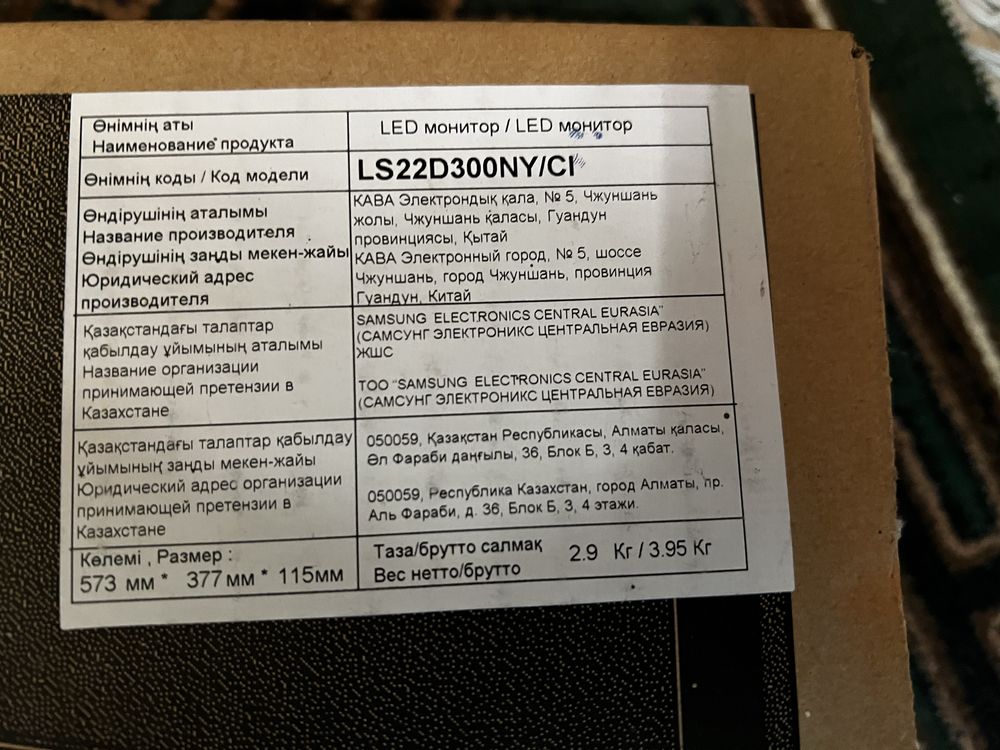 Өнімнің аты
Наименование продукта
LED монитор / LED монитор
Өнімнің коды / Код модели
LS22D300NY/CI
Өндірушінің аталымы
Название производителя
Өндірушінің заңды мекен-жайы
Юридический адрес
производителя
КАВА Электрондық қала, № 5, Чжуншань
жолы, Чжуншань қаласы, Гуандун
провинциясы, Қытай
КАВА Электронный город, № 5, шоссе
Чжуншань, город Чжуншань, провинция
Гуандун, Китай
Қазақстандағы талаптар
қабылдау ұйымының аталымы
Название организации
принимающей претензии в
Казахстане
SAMSUNG ELECTRONICS CENTRAL EURASIA"
(САМСУНГ ЭЛЕКТРОНИКС ЦЕНТРАЛЬНАЯ ЕВРАЗИЯ)
ЖШС
ТОО "SAMSUNG ELECTRONICS CENTRAL EURASIA"
(САМСУНГ ЭЛЕКТРОНИКС ЦЕНТРАЛЬНАЯ ЕВРАЗИЯ)
Қазақстандағы талаптар қабылдау
ұйымының заңды мекен-жайы
Юридический адрес организации
принимающей претензии в
Казахстане
050059, Қазақстан Республикасы, Алматы қаласы,
Әл Фараби даңғылы, 36, Блок Б, 3, 4 қабат.
050059, Республика Казахстан, город Алматы, пр.
Аль Фараби, д. 36, Блок Б, 3, 4 этажи.
Көлемі , Размер :
573 мм * 377 мм * 115мм
Таза/брутто салмақ
Вес нетто/брутто
2.9 Кг / 3.95 Кг